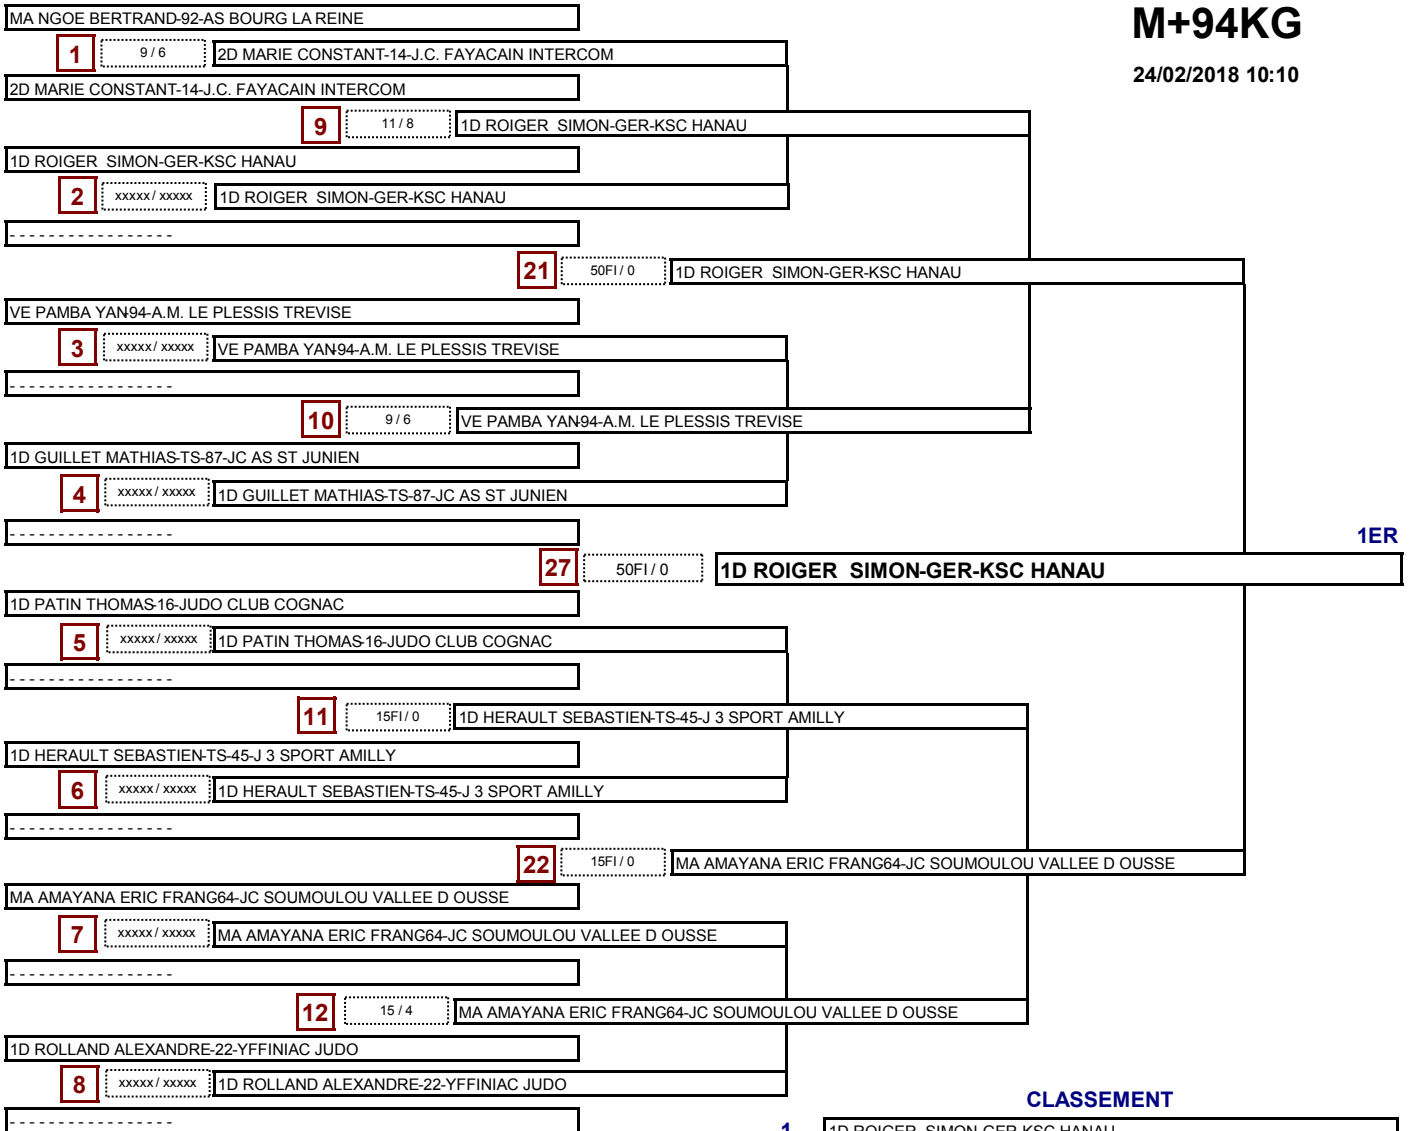 MA NGOE BERTRAND-92-AS BOURG LA REINE
M+94KG
1 9 / 6 2D MARIE CONSTANT-14-J.C. FAYACAIN INTERCOM
24/02/2018 10:10
2D MARIE CONSTANT-14-J.C. FAYACAIN INTERCOM
9 11 / 8 1D ROIGER SIMON-GER-KSC HANAU
1D ROIGER SIMON-GER-KSC HANAU
2 xxxxx / xxxxx 1D ROIGER SIMON-GER-KSC HANAU
- - - - - - - - - - - - - - - - -
21 50FI / 0 1D ROIGER SIMON-GER-KSC HANAU
VE PAMBA YAN-94-A.M. LE PLESSIS TREVISE
3 xxxxx / xxxxx VE PAMBA YAN-94-A.M. LE PLESSIS TREVISE
- - - - - - - - - - - - - - - - -
10 9 / 6 VE PAMBA YAN-94-A.M. LE PLESSIS TREVISE
1D GUILLET MATHIAS-TS-87-JC AS ST JUNIEN
4 xxxxx / xxxxx 1D GUILLET MATHIAS-TS-87-JC AS ST JUNIEN
- - - - - - - - - - - - - - - - -
1ER
27 50FI / 0 1D ROIGER SIMON-GER-KSC HANAU
1D PATIN THOMAS-16-JUDO CLUB COGNAC
5 xxxxx / xxxxx 1D PATIN THOMAS-16-JUDO CLUB COGNAC
- - - - - - - - - - - - - - - - -
11 15FI / 0 1D HERAULT SEBASTIEN-TS-45-J 3 SPORT AMILLY
1D HERAULT SEBASTIEN-TS-45-J 3 SPORT AMILLY
6 xxxxx / xxxxx 1D HERAULT SEBASTIEN-TS-45-J 3 SPORT AMILLY
- - - - - - - - - - - - - - - - -
22 15FI / 0 MA AMAYANA ERIC FRANG64-JC SOUMOULOU VALLEE D OUSSE
MA AMAYANA ERIC FRANG64-JC SOUMOULOU VALLEE D OUSSE
7 xxxxx / xxxxx MA AMAYANA ERIC FRANG64-JC SOUMOULOU VALLEE D OUSSE
- - - - - - - - - - - - - - - - -
12 15 / 4 MA AMAYANA ERIC FRANG64-JC SOUMOULOU VALLEE D OUSSE
1D ROLLAND ALEXANDRE-22-YFFINIAC JUDO
8 xxxxx / xxxxx 1D ROLLAND ALEXANDRE-22-YFFINIAC JUDO
CLASSEMENT
- - - - - - - - - - - - - - - - -
1 1D ROIGER SIMON-GER-KSC HANAU